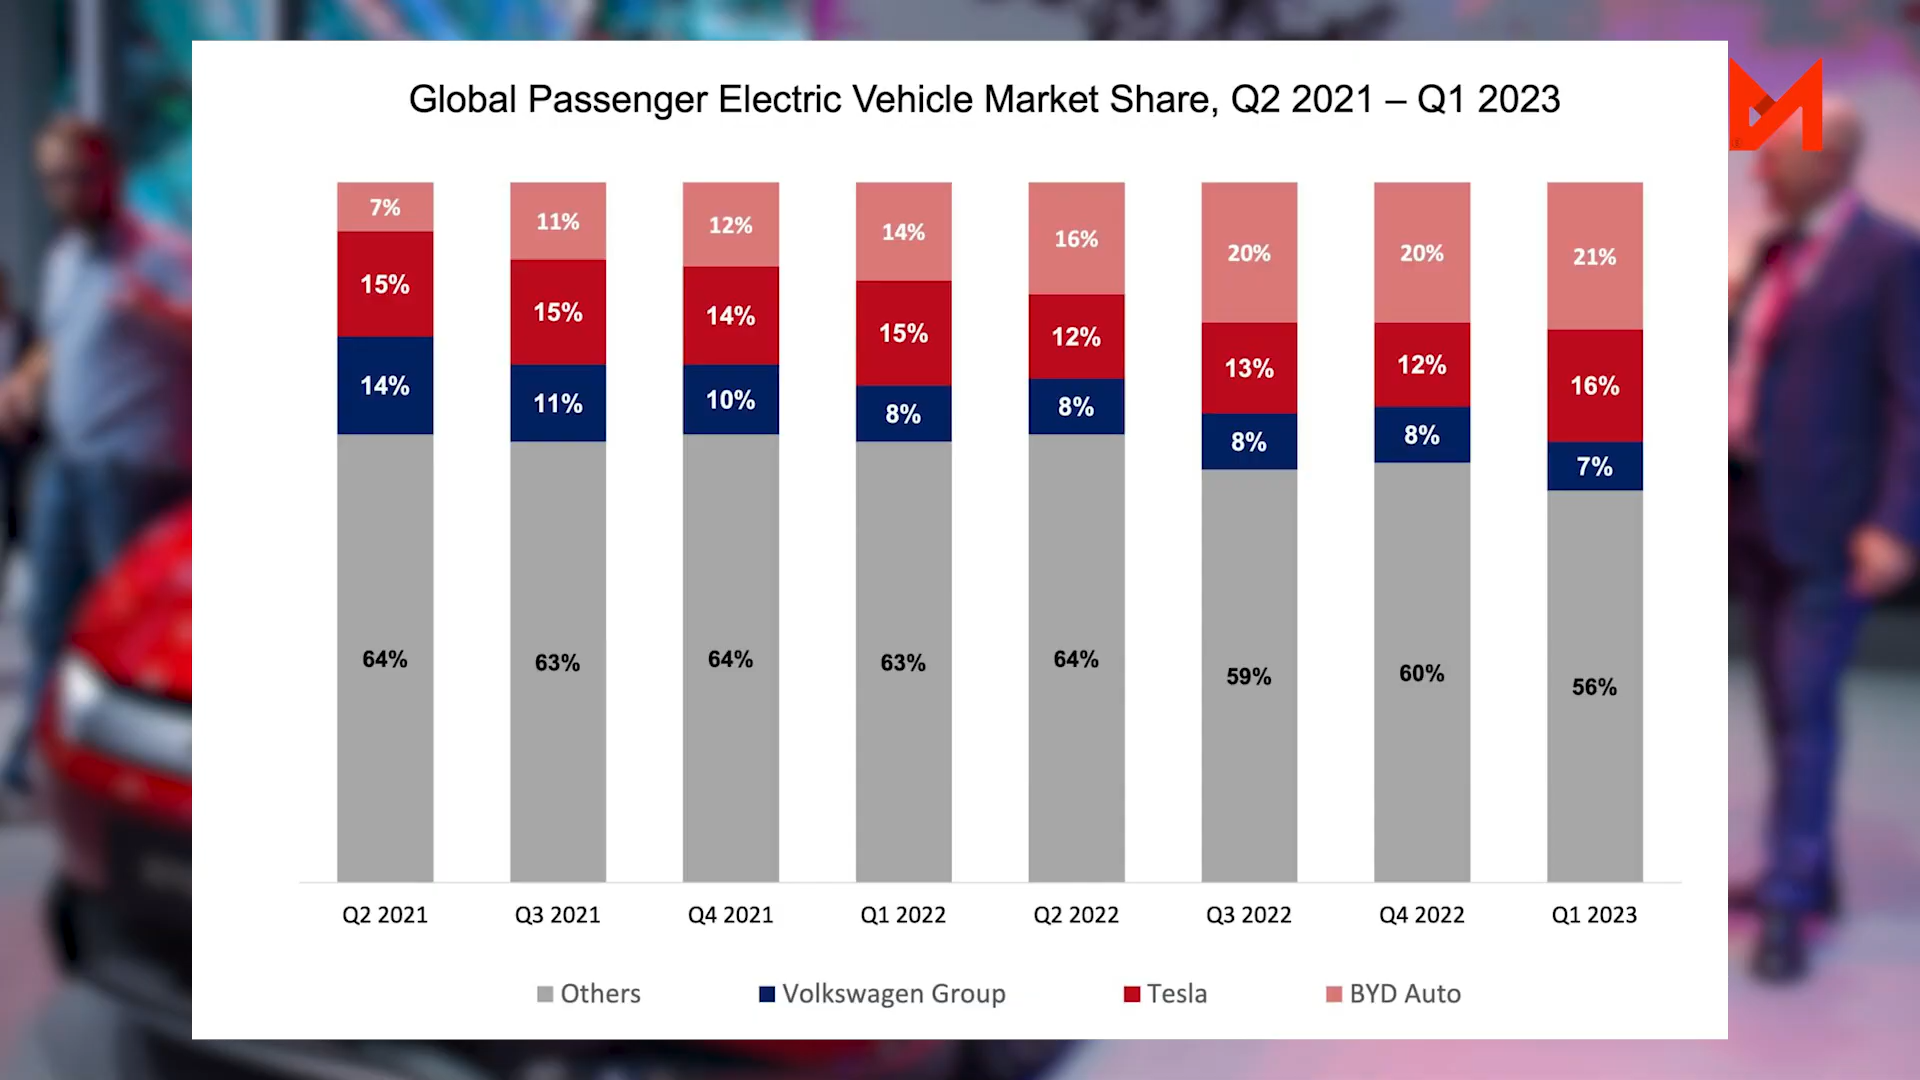 Global Passenger Electric Vehicle Market Share, Q2 2021 – Q1 2023
7% 11% 12% 14% 16% 20% 20% 21%
15% 15% 14% 15% 12% 13% 12% 16%
14% 11% 10% 8% 8% 8% 8% 7%
64% 63% 64% 63% 64% 59% 60% 56%
Q2 2021 Q3 2021 Q4 2021 Q1 2022 Q2 2022 Q3 2022 Q4 2022 Q1 2023
Others Volkswagen Group Tesla BYD Auto